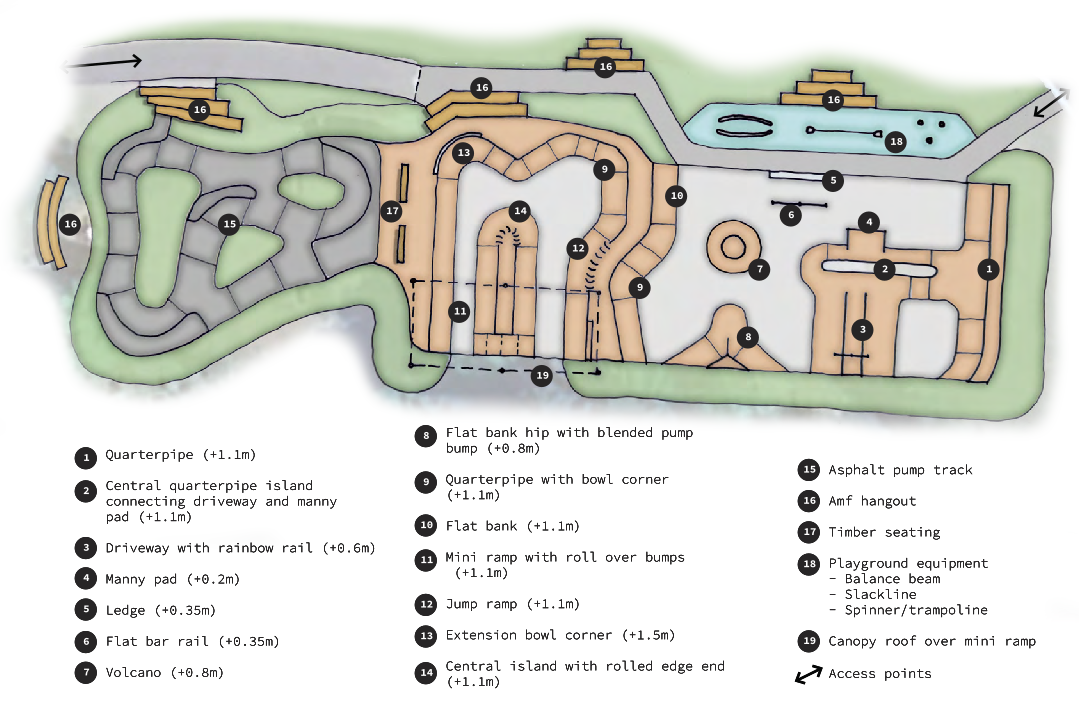 16
16
16
16
18
13
9
5
10
17
14
6
4
16
15
12
7
2
1
9
11
3
8
19
1 Quarterpipe (+1.1m)
2 Central quarterpipe island
connecting driveway and manny
pad (+1.1m)
3 Driveway with rainbow rail (+0.6m)
4 Manny pad (+0.2m)
5 Ledge (+0.35m)
6 Flat bar rail (+0.35m)
7 Volcano (+0.8m)
8 Flat bank hip with blended pump
bump (+0.8m)
9 Quarterpipe with bowl corner
(+1.1m)
10 Flat bank (+1.1m)
11 Mini ramp with roll over bumps
(+1.1m)
12 Jump ramp (+1.1m)
13 Extension bowl corner (+1.5m)
14 Central island with rolled edge end
(+1.1m)
15 Asphalt pump track
16 Amf hangout
17 Timber seating
18 Playground equipment
- Balance beam
- Slackline
- Spinner/trampoline
19 Canopy roof over mini ramp
Access points